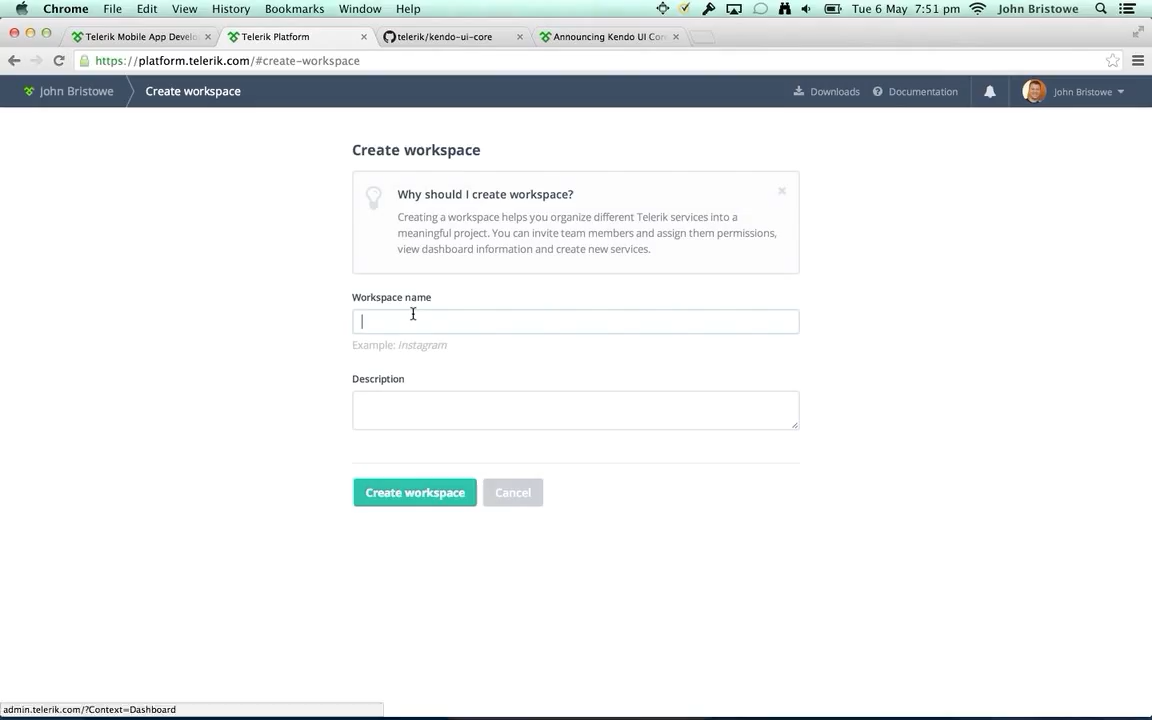 Chrome File Edit View History Bookmarks Window Help Tue 6 May 7:51 pm John Bristowe
Telerik Mobile App Develo Telerik Platform telerik/kendo-ui-core Announcing Kendo UI Cor
https://platform.telerik.com/#create-workspace
John Bristowe Create workspace Downloads Documentation John Bristowe
Create workspace
Why should I create workspace?
Creating a workspace helps you organize different Telerik services into a
meaningful project. You can invite team members and assign them permissions,
view dashboard information and create new services.
Workspace name
Example: Instagram
Description
Create workspace Cancel
admin.telerik.com/?Context=Dashboard